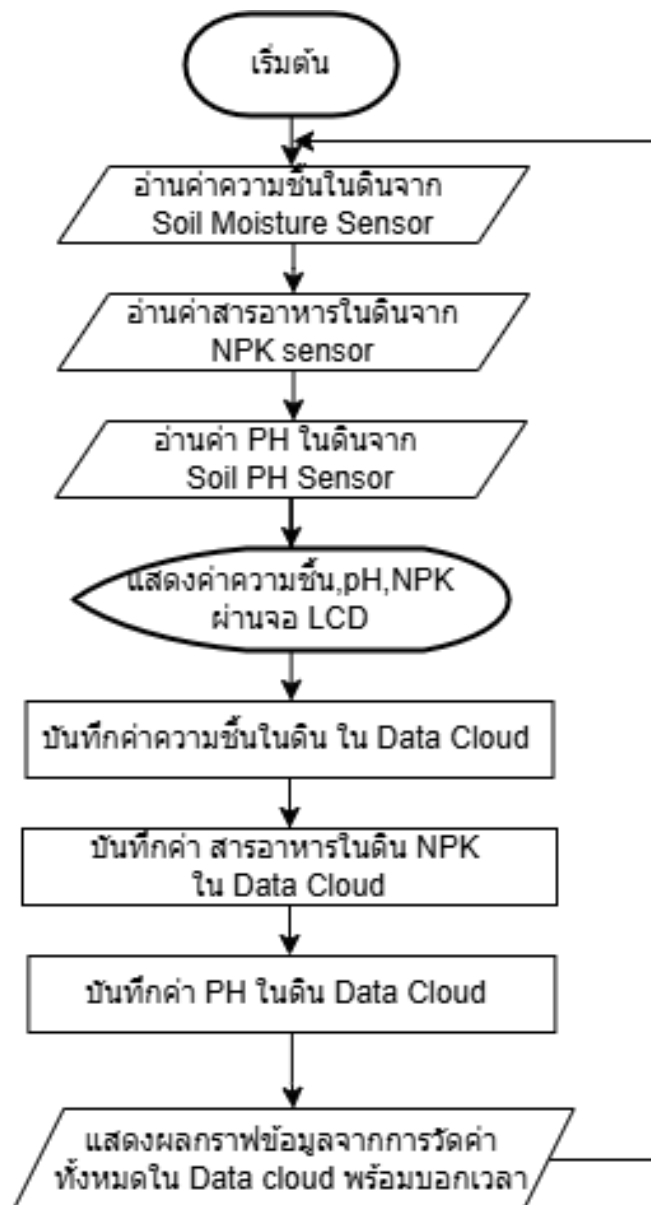 เริ่มต้น
อ่านค่าความชื้นในดินจาก
Soil Moisture Sensor
อ่านค่าสารอาหารในดินจาก
NPK sensor
อ่านค่า PH ในดินจาก
Soil PH Sensor
แสดงค่าความชื้น,pH,NPK
ผ่านจอ LCD
บันทึกค่าความชื้นในดิน ใน Data Cloud
บันทึกค่า สารอาหารในดิน NPK
ใน Data Cloud
บันทึกค่า PH ในดิน Data Cloud
แสดงผลกราฟข้อมูลจากการวัดค่า
ทั้งหมดใน Data cloud พร้อมบอกเวลา